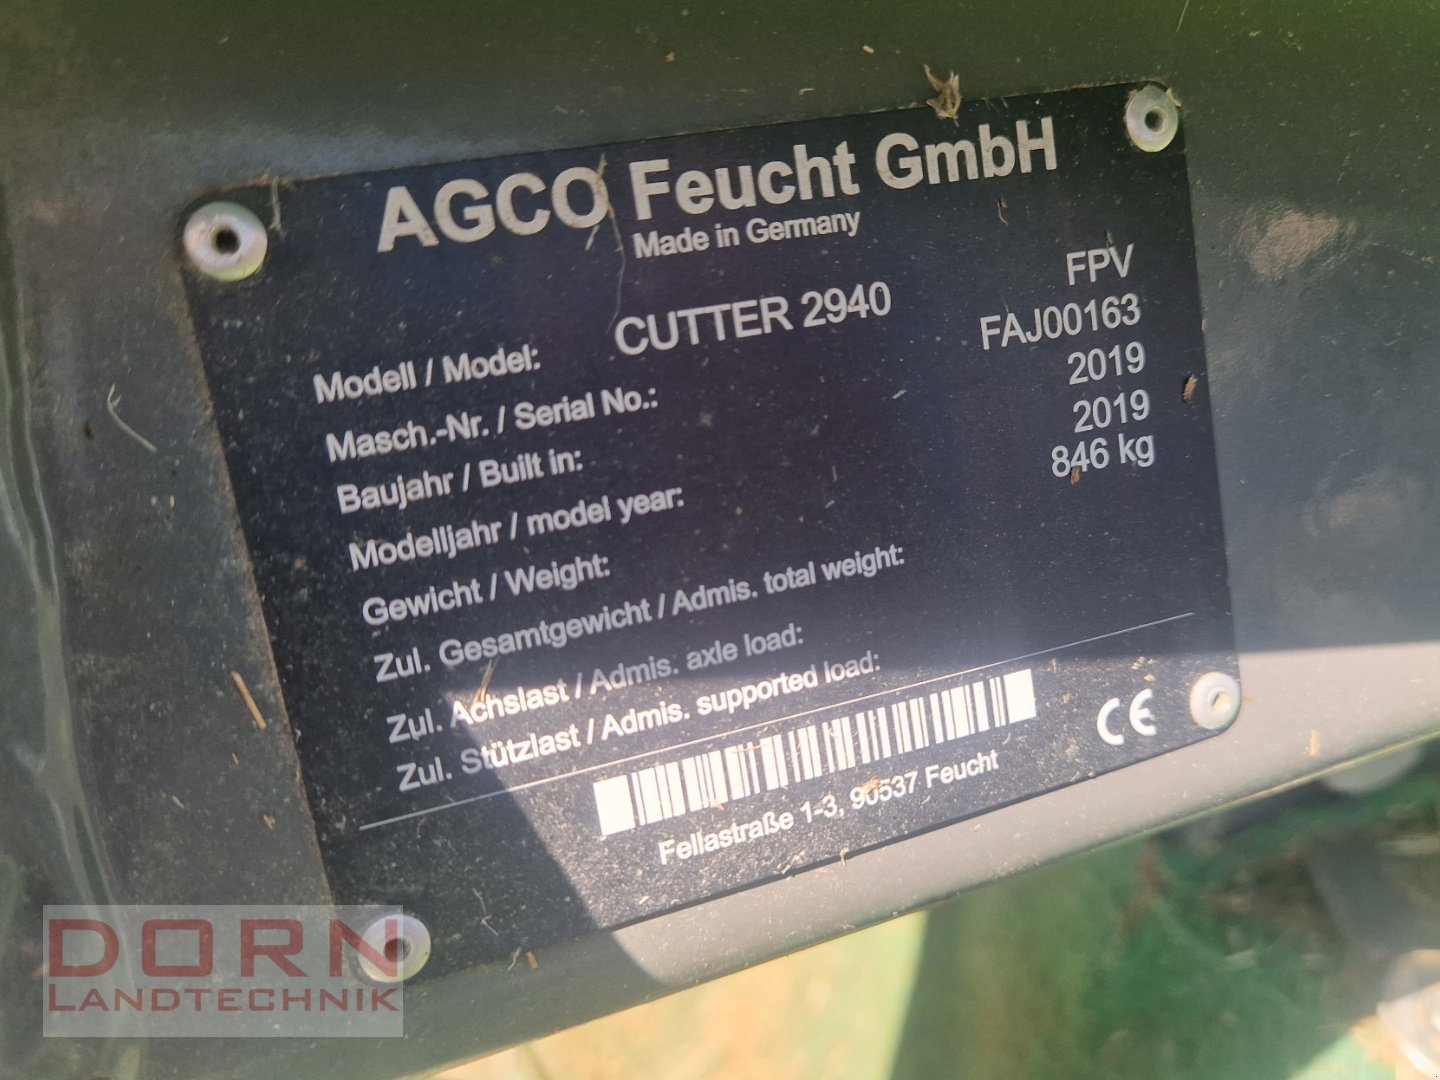 AGCO Feucht GmbH
Made in Germany
Modell / Model: CUTTER 2940 FPV
Masch.-Nr. / Serial No.: FAJ00163
Baujahr / Built in: 2019
Modelljahr / model year: 2019
Gewicht / Weight: 846 kg
Zul. Gesamtgewicht / Admis. total weight:
Zul. Achslast / Admis. axle load:
Zul. Stützlast / Admis. supported load:
CE
Fellastraße 1-3, 90537 Feucht
DORN
LANDTECHNIK